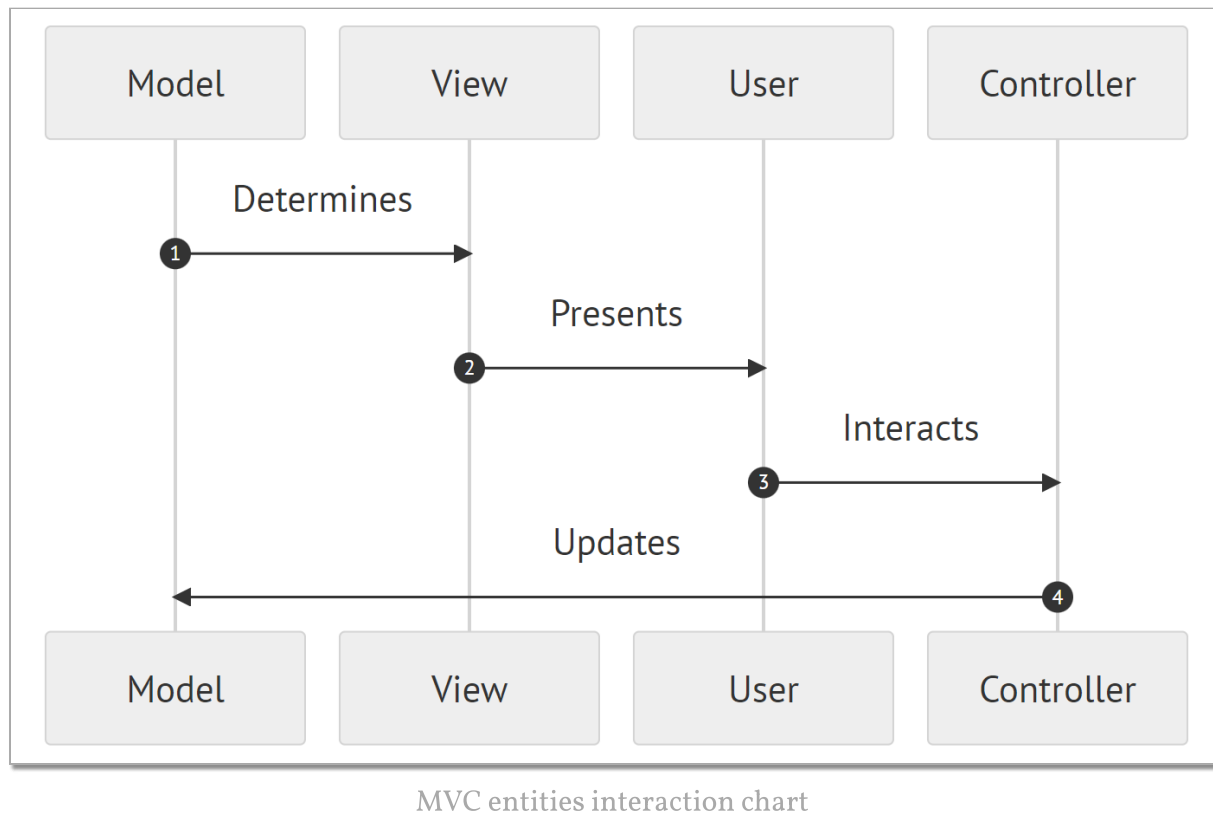 Model
View
User
Controller
Determines
1
Presents
2
Interacts
3
Updates
4
Model
View
User
Controller
MVC entities interaction chart